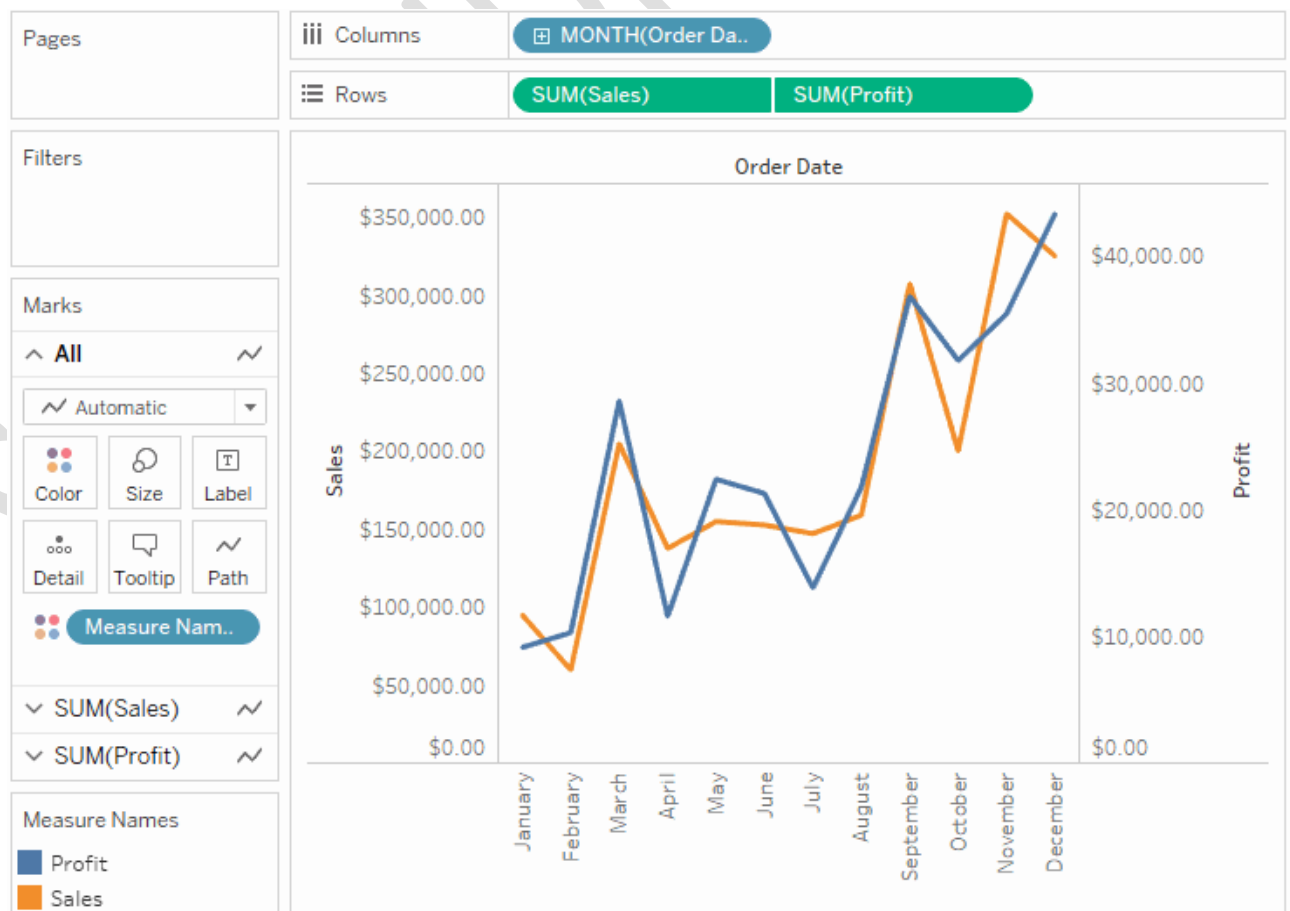 Pages
Columns
MONTH(Order Da..
Rows
SUM(Sales)
SUM(Profit)
Filters
Marks
All
Automatic
Color
Size
Label
Detail
Tooltip
Path
Measure Nam..
SUM(Sales)
SUM(Profit)
Measure Names
Profit
Sales
Order Date
Sales
$350,000.00
$300,000.00
$250,000.00
$200,000.00
$150,000.00
$100,000.00
$50,000.00
$0.00
$40,000.00
$30,000.00
$20,000.00
$10,000.00
$0.00
Profit
January
February
March
April
May
June
July
August
September
October
November
December